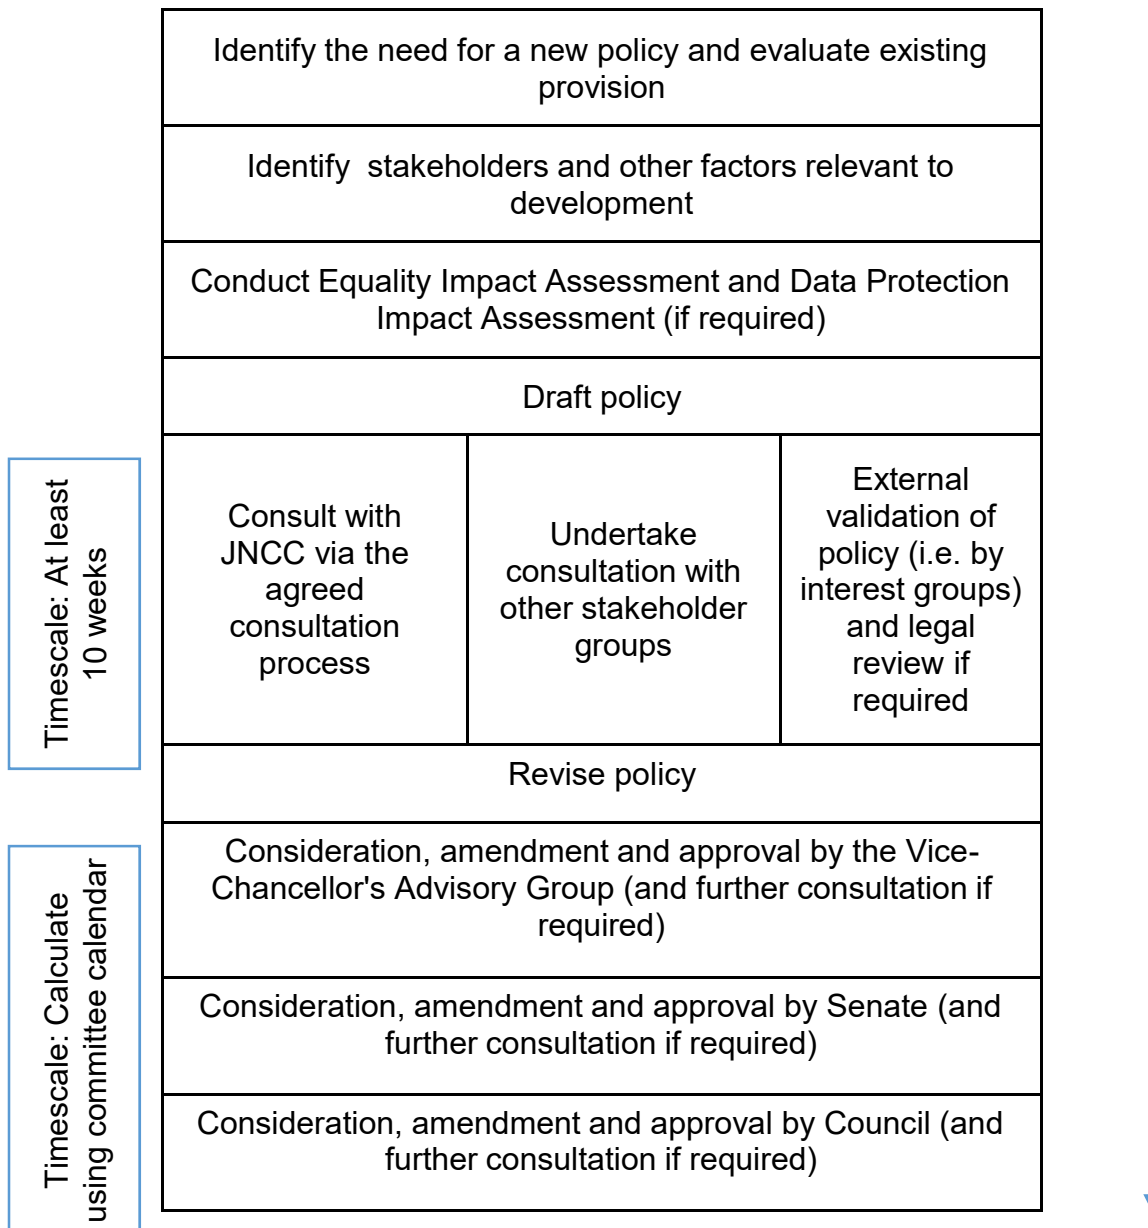 Identify the need for a new policy and evaluate existing
provision
Identify  stakeholders and other factors relevant to
development
Conduct Equality Impact Assessment and Data Protection
Impact Assessment (if required)
Draft policy
Timescale: At least
10 weeks
Consult with
JNCC via the
agreed
consultation
process
Undertake
consultation with
other stakeholder
groups
External
validation of
policy (i.e. by
interest groups)
and legal
review if
required
Revise policy
Timescale: Calculate
using committee calendar
Consideration, amendment and approval by the Vice-
Chancellor's Advisory Group (and further consultation if
required)
Consideration, amendment and approval by Senate (and
further consultation if required)
Consideration, amendment and approval by Council (and
further consultation if required)